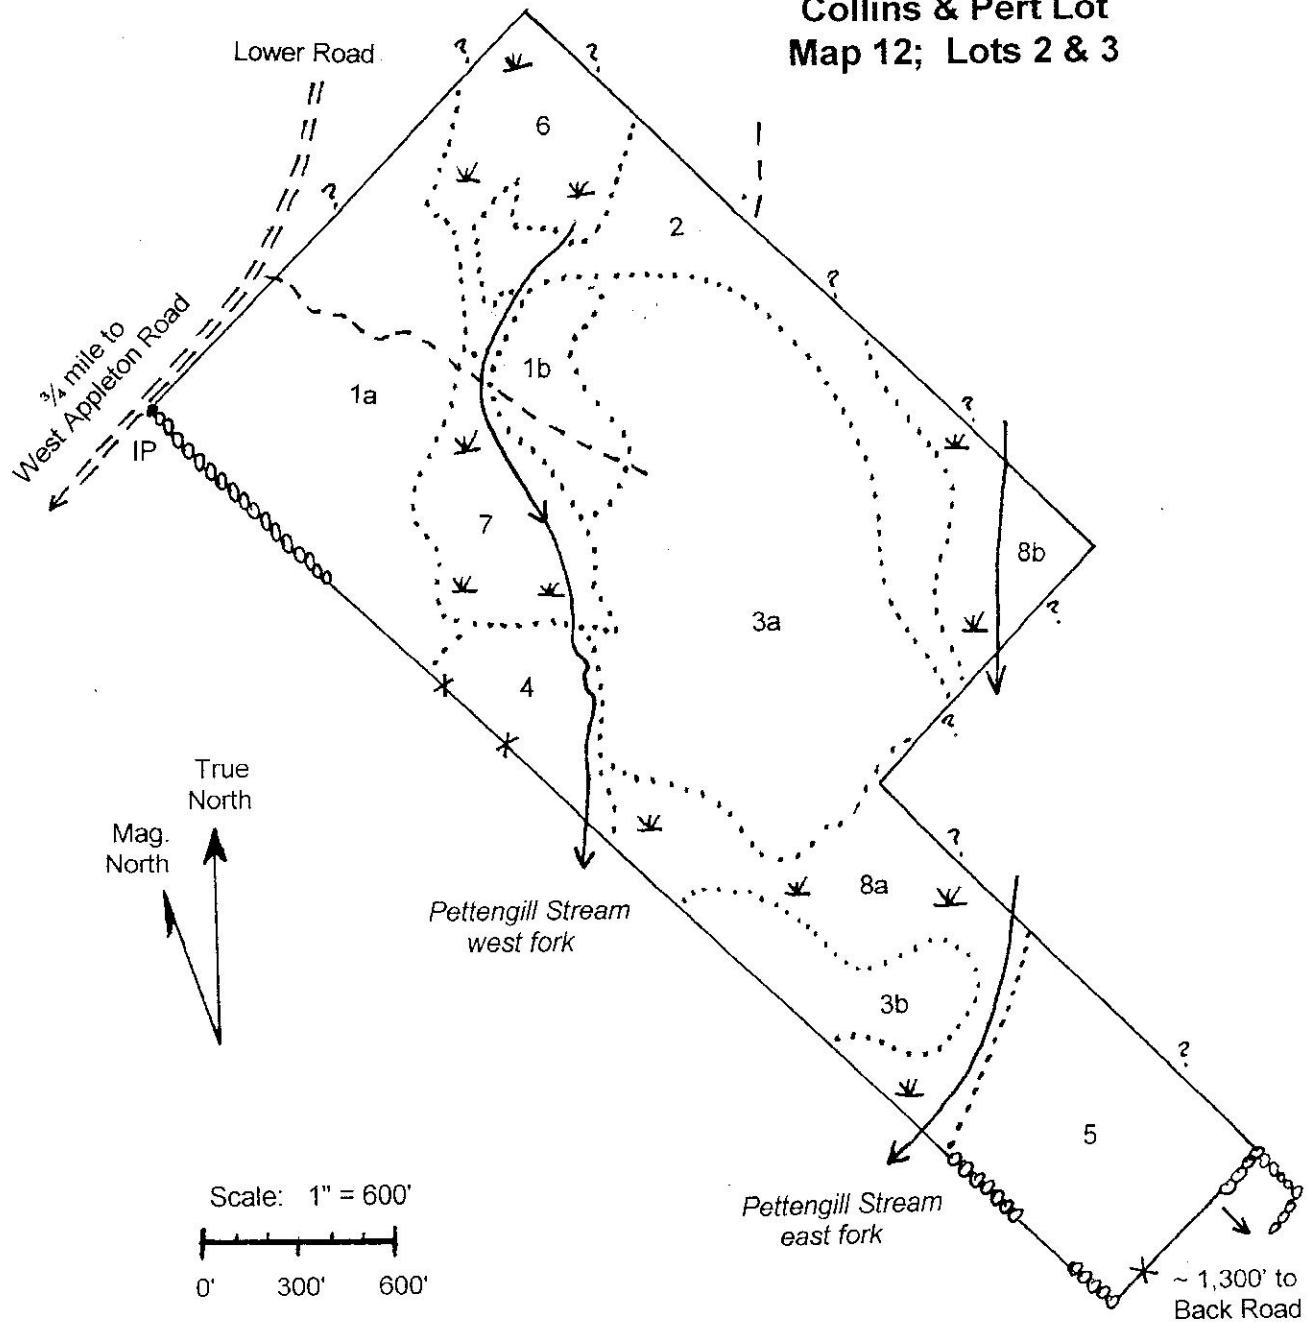 Collins & Pert Lot
Map 12; Lots 2 & 3
Lower Road
?
?
6
?
2
?
¾ mile to
West Appleton Road
1b
1a
?
IP
7
8b
?
3a
4
?
True
North
Mag.
North
?
8a
Pettengill Stream
west fork
3b
?
5
Scale: 1" = 600'
Pettengill Stream
east fork
0' 300' 600'
~ 1,300' to
Back Road